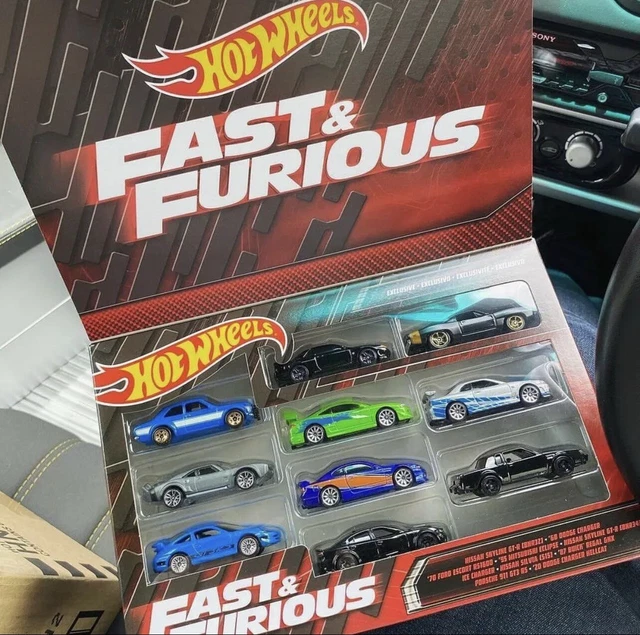 HOT WHEELS
FAST &
FURIOUS
SONY
EXCLUSIVE • EXCLUSIVO • EXCLUSIVITÉ • EXCLUSIVE
HOT WHEELS
NISSAN SKYLINE GT-R (BNR32) • '68 DODGE CHARGER
'70 FORD ESCORT RS1600 • '95 MITSUBISHI ECLIPSE • NISSAN SKYLINE GT-R (BNR34)
ICE CHARGER • NISSAN SILVIA (S15) • '87 BUICK REGAL GNX
PORSCHE 911 GT3 RS • '20 DODGE CHARGER HELLCAT
FAST &
FURIOUS